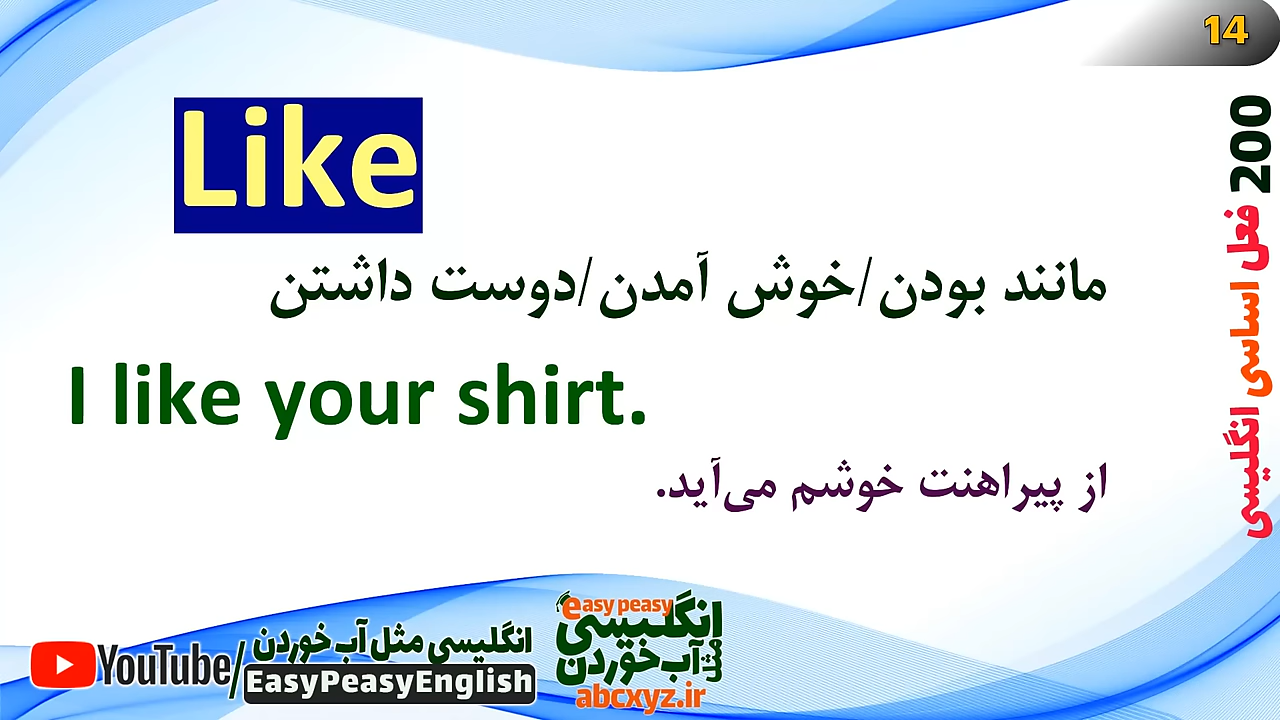 14
200 فعل اساسی انگلیسی
Like
مانند بودن/خوش آمدن/دوست داشتن
I like your shirt.
از پیراهنت خوشم می‌آید.
YouTube/
انگلیسی مثل آب خوردن
EasyPeasyEnglish
easy peasy
انگلیسی
مثل آب خوردن
abcxyz.ir